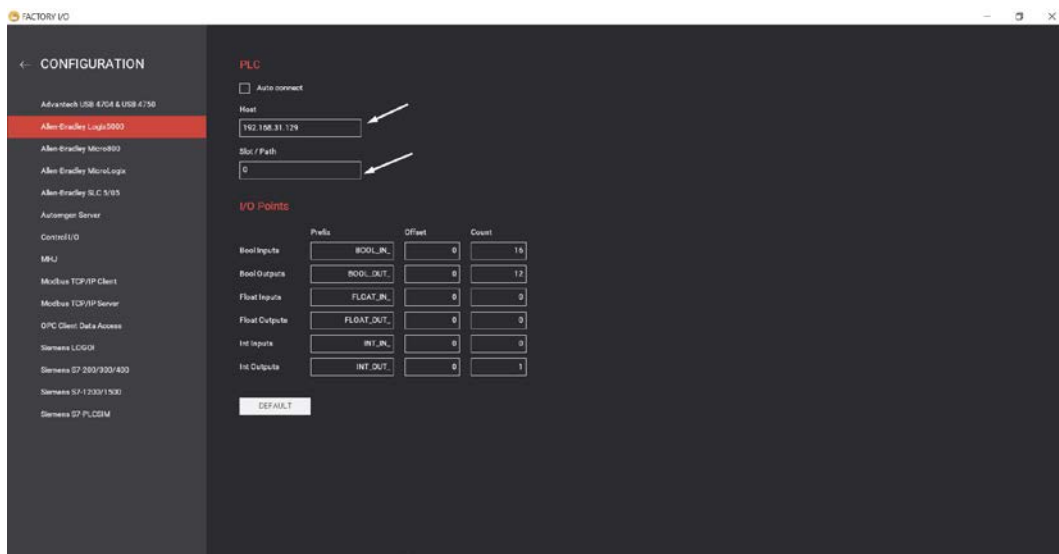 FACTORY I/O
← CONFIGURATION
Advantech USB 4704 & USB 4750
Allen-Bradley Logix5000
Allen-Bradley Micro800
Allen-Bradley MicroLogix
Allen-Bradley SLC 5/05
Automgen Server
Control I/O
MHJ
Modbus TCP/IP Client
Modbus TCP/IP Server
OPC Client Data Access
Siemens LOGO!
Siemens S7-200/300/400
Siemens S7-1200/1500
Siemens S7-PLCSIM
PLC
Auto connect
Host
192.168.31.129
Slot / Path
0
I/O Points
Prefix Offset Count
Bool Inputs BOOL_IN_ 0 16
Bool Outputs BOOL_OUT_ 0 12
Float Inputs FLOAT_IN_ 0 0
Float Outputs FLOAT_OUT_ 0 0
Int Inputs INT_IN_ 0 0
Int Outputs INT_OUT_ 0 1
DEFAULT